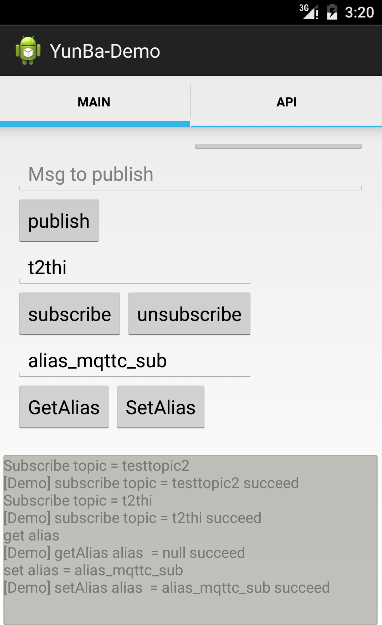 3G 3:20
YunBa-Demo
MAIN API
Msg to publish
publish
t2thi
subscribe unsubscribe
alias_mqttc_sub
GetAlias SetAlias
Subscribe topic = testtopic2
[Demo] subscribe topic = testtopic2 succeed
Subscribe topic = t2thi
[Demo] subscribe topic = t2thi succeed
get alias
[Demo] getAlias alias  = null succeed
set alias = alias_mqttc_sub
[Demo] setAlias alias  = alias_mqttc_sub succeed